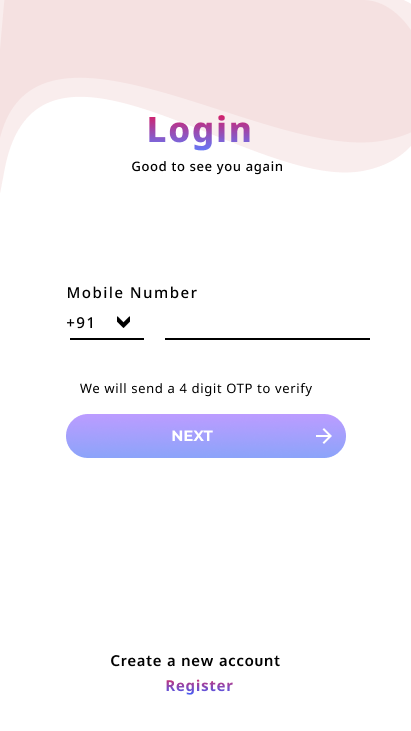 Login
Good to see you again
Mobile Number
+91
We will send a 4 digit OTP to verify
NEXT
Create a new account
Register